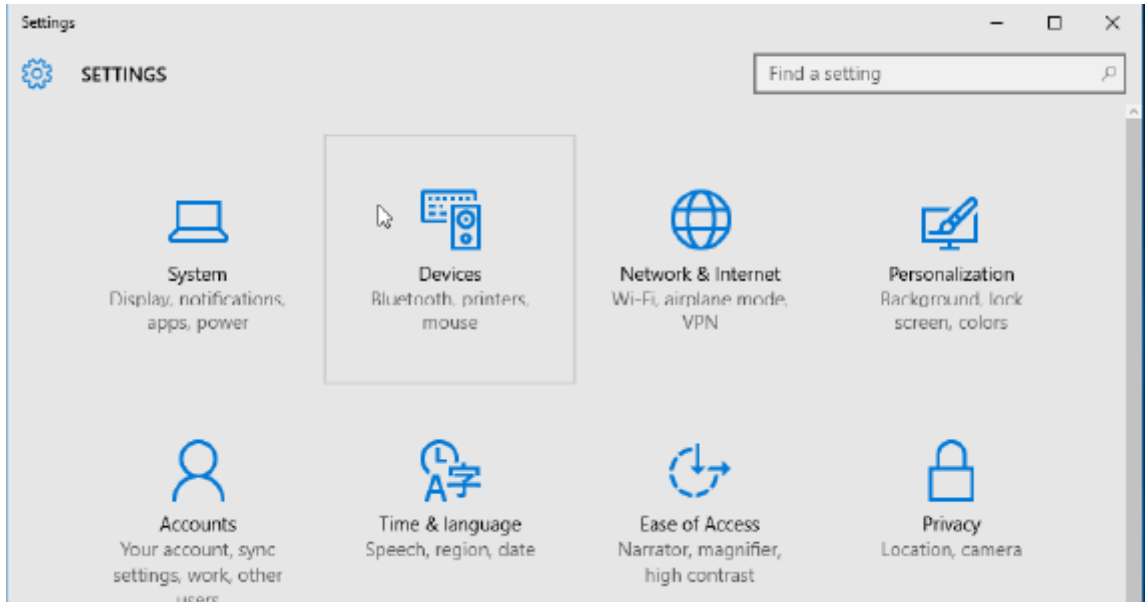 Settings
SETTINGS
Find a setting
System
Display, notifications,
apps, power
Devices
Bluetooth, printers,
mouse
Network & Internet
Wi-Fi, airplane mode,
VPN
Personalization
Background, lock
screen, colors
Accounts
Your account, sync
settings, work, other
users
Time & language
Speech, region, date
Ease of Access
Narrator, magnifier,
high contrast
Privacy
Location, camera